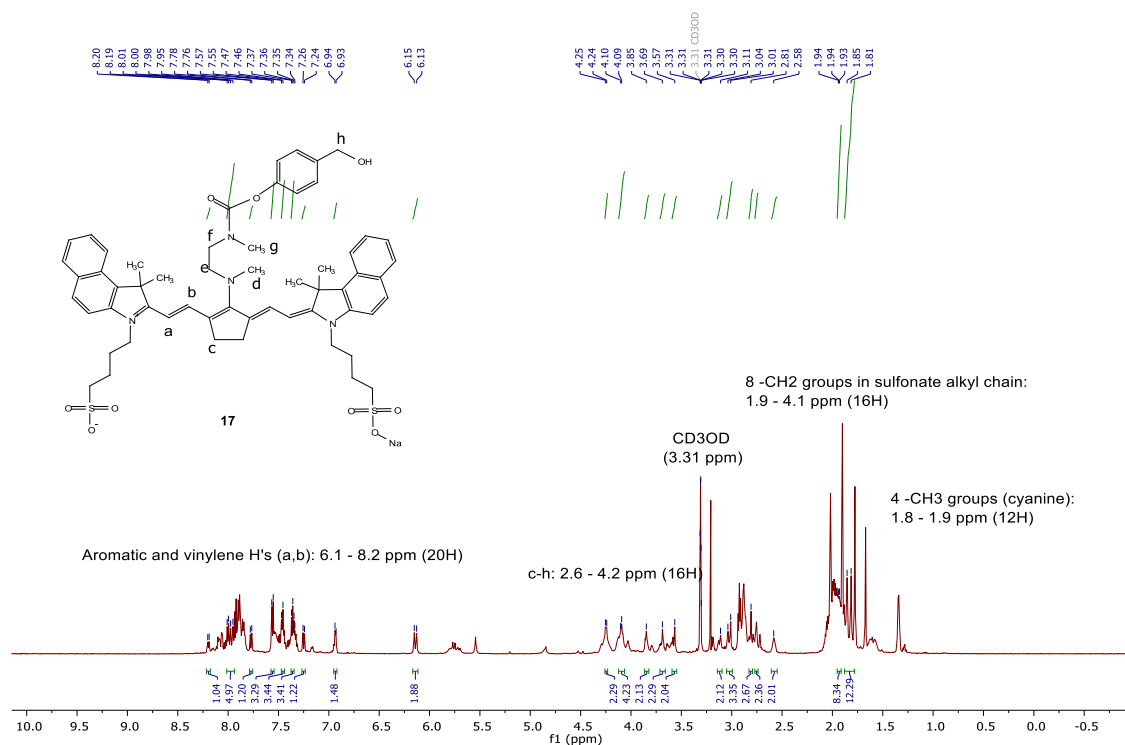 8.20 8.19 8.01 8.00 7.98 7.95 7.78 7.76 7.57 7.55 7.47 7.46 7.37 7.36 7.35 7.34 7.26 7.24 6.94 6.93 6.15 6.13 4.25 4.24 4.10 4.09 3.85 3.69 3.57 3.31 3.31 3.31 CD3OD 3.31 3.30 3.30 3.11 3.04 3.01 2.81 2.58 1.94 1.94 1.93 1.85 1.81
h
OH
O
O
N
f
CH3
g
e
CH3
d
N
CH3
CH3
CH3
H3C
b
N+
a
c
N
O
S
O
O-
17
O
S
O
O
Na
8 -CH2 groups in sulfonate alkyl chain:
1.9 - 4.1 ppm (16H)
CD3OD
(3.31 ppm)
4 -CH3 groups (cyanine):
1.8 - 1.9 ppm (12H)
Aromatic and vinylene H's (a,b): 6.1 - 8.2 ppm (20H)
c-h: 2.6 - 4.2 ppm (16H)
1.04 4.97 1.20 3.29 3.44 3.41 1.22 1.48 1.88 2.29 4.23 2.13 2.29 2.04 2.12 3.35 2.67 2.36 2.01 8.34 12.29
10.0 9.5 9.0 8.5 8.0 7.5 7.0 6.5 6.0 5.5 5.0 4.5 4.0 3.5 3.0 2.5 2.0 1.5 1.0 0.5 0.0 -0.5
f1 (ppm)